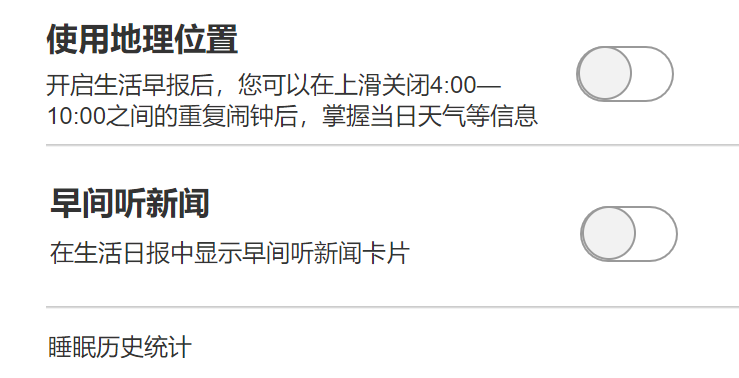 使用地理位置
开启生活早报后，您可以在上滑关闭4:00—
10:00之间的重复闹钟后，掌握当日天气等信息
早间听新闻
在生活日报中显示早间听新闻卡片
睡眠历史统计